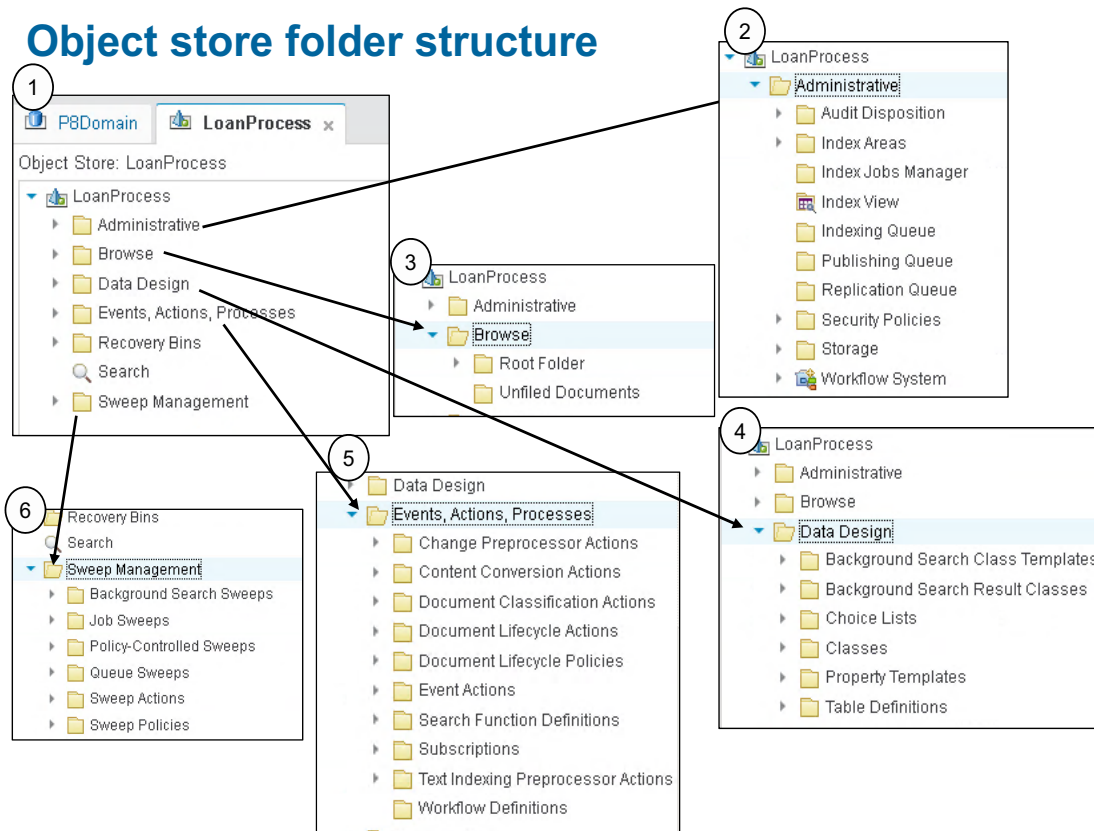 Object store folder structure
1
P8Domain
LoanProcess ×
Object Store: LoanProcess
LoanProcess
Administrative
Browse
Data Design
Events, Actions, Processes
Recovery Bins
Search
Sweep Management
2
LoanProcess
Administrative
Audit Disposition
Index Areas
Index Jobs Manager
Index View
Indexing Queue
Publishing Queue
Replication Queue
Security Policies
Storage
Workflow System
3
LoanProcess
Administrative
Browse
Root Folder
Unfiled Documents
4
LoanProcess
Administrative
Browse
Data Design
Background Search Class Templates
Background Search Result Classes
Choice Lists
Classes
Property Templates
Table Definitions
5
Data Design
Events, Actions, Processes
Change Preprocessor Actions
Content Conversion Actions
Document Classification Actions
Document Lifecycle Actions
Document Lifecycle Policies
Event Actions
Search Function Definitions
Subscriptions
Text Indexing Preprocessor Actions
Workflow Definitions
6
Recovery Bins
Search
Sweep Management
Background Search Sweeps
Job Sweeps
Policy-Controlled Sweeps
Queue Sweeps
Sweep Actions
Sweep Policies